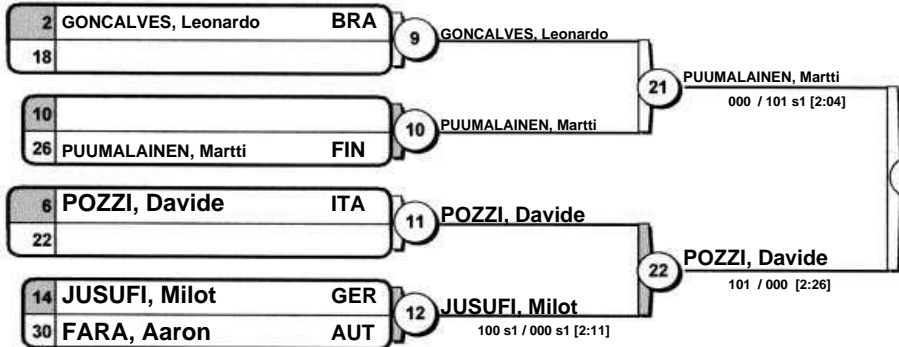 2 GONCALVES, Leonardo BRA
18
9 GONCALVES, Leonardo
10
26 PUUMALAINEN, Martti FIN
10 PUUMALAINEN, Martti
21 PUUMALAINEN, Martti
000 / 101 s1 [2:04]
6 POZZI, Davide ITA
22
11 POZZI, Davide
14 JUSUFI, Milot GER
30 FARA, Aaron AUT
12 JUSUFI, Milot
100 s1 / 000 s1 [2:11]
22 POZZI, Davide
101 / 000 [2:26]